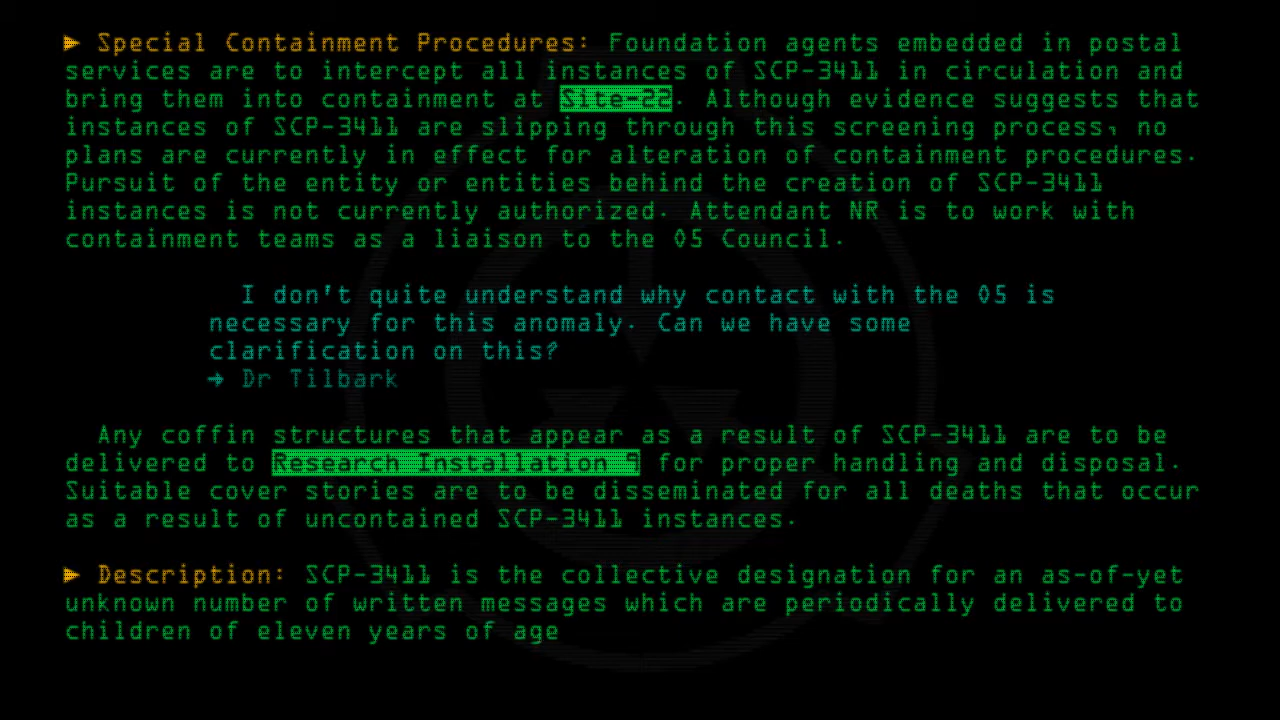 ► Special Containment Procedures: Foundation agents embedded in postal
services are to intercept all instances of SCP-3411 in circulation and
bring them into containment at Site-22. Although evidence suggests that
instances of SCP-3411 are slipping through this screening process, no
plans are currently in effect for alteration of containment procedures.
Pursuit of the entity or entities behind the creation of SCP-3411
instances is not currently authorized. Attendant NR is to work with
containment teams as a liaison to the O5 Council.
I don't quite understand why contact with the O5 is
necessary for this anomaly. Can we have some
clarification on this?
→ Dr Tilbark
Any coffin structures that appear as a result of SCP-3411 are to be
delivered to Research Installation 9 for proper handling and disposal.
Suitable cover stories are to be disseminated for all deaths that occur
as a result of uncontained SCP-3411 instances.
► Description: SCP-3411 is the collective designation for an as-of-yet
unknown number of written messages which are periodically delivered to
children of eleven years of age